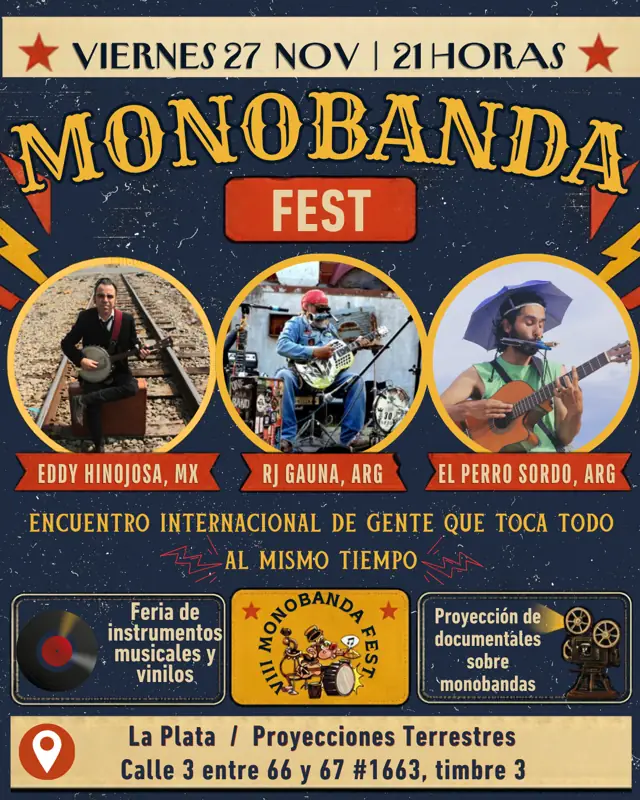 VIERNES 27 NOV | 21 HORAS
MONOBANDA
FEST
EDDY HINOJOSA, MX
RJ GAUNA, ARG
EL PERRO SORDO, ARG
ENCUENTRO INTERNACIONAL DE GENTE QUE TOCA TODO
AL MISMO TIEMPO
Feria de
instrumentos
musicales y
vinilos
VIII MONOBANDA FEST
Proyección de
documentales
sobre
monobandas
La Plata / Proyecciones Terrestres
Calle 3 entre 66 y 67 #1663, timbre 3